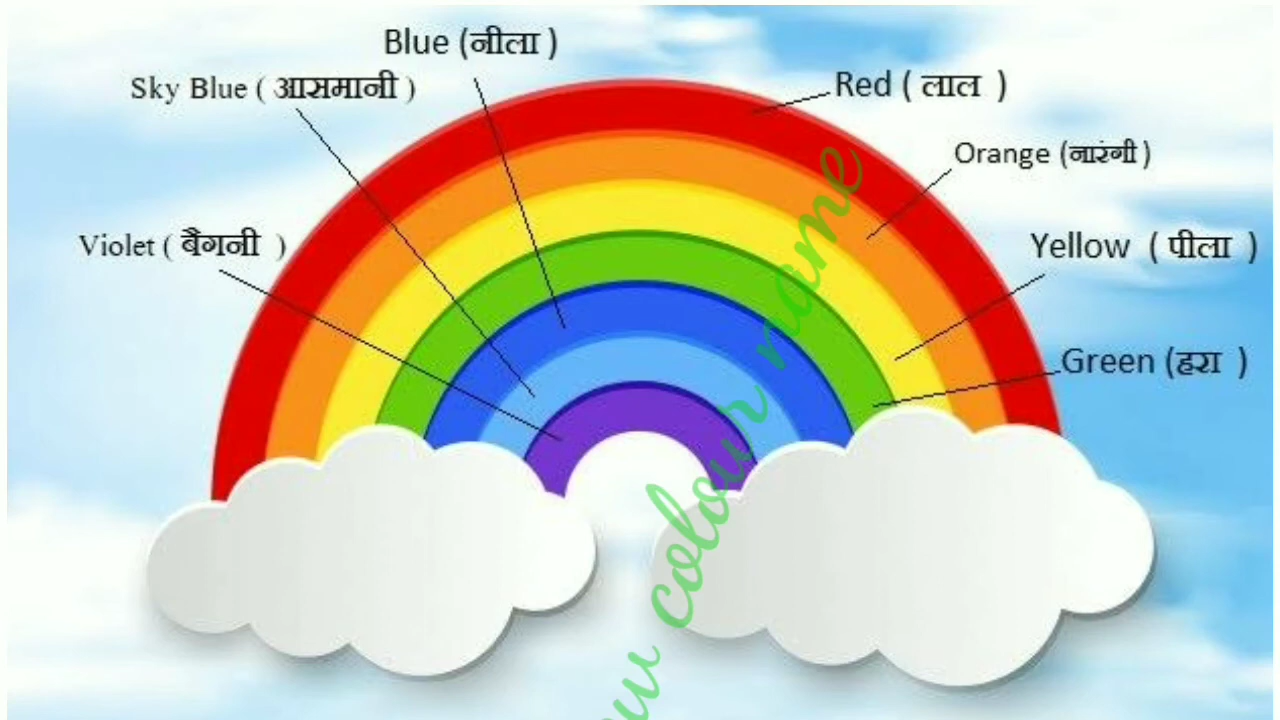 Blue (नीला )
Sky Blue ( आसमानी )
Red ( लाल )
Orange (नारंगी )
Violet ( बैगनी )
Yellow ( पीला )
Green (हरा )
colour name